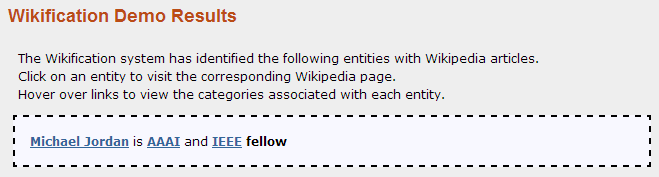 Wikification Demo Results
The Wikification system has identified the following entities with Wikipedia articles.
Click on an entity to visit the corresponding Wikipedia page.
Hover over links to view the categories associated with each entity.
Michael Jordan is AAAI and IEEE fellow